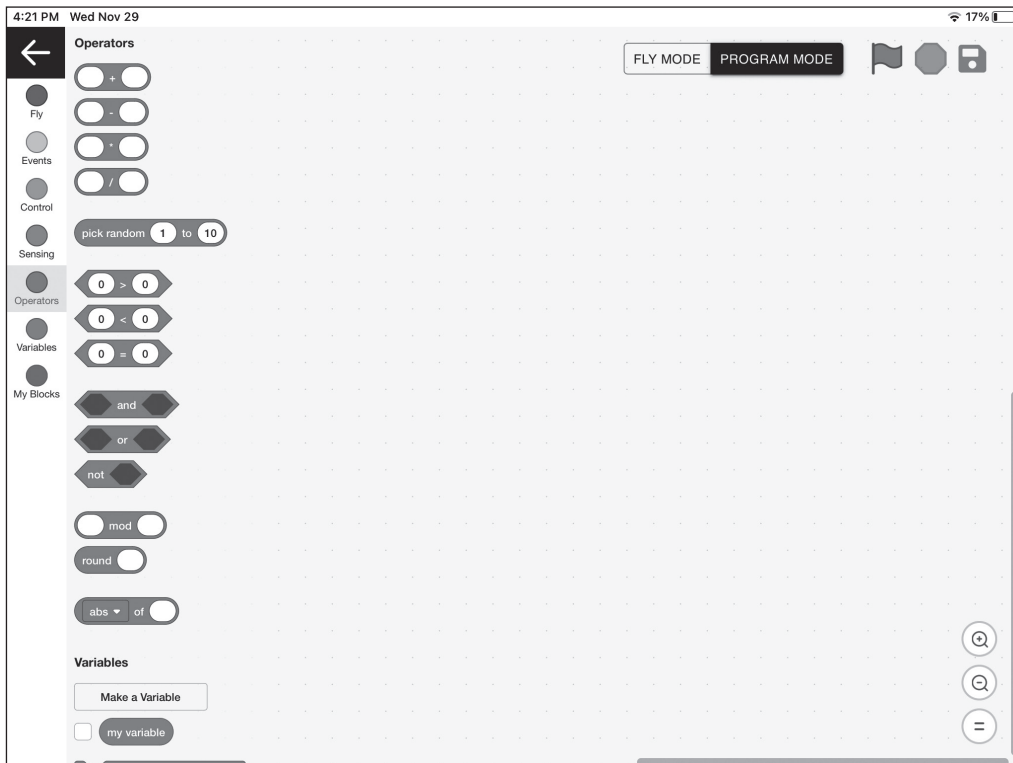 4:21 PM Wed Nov 29 17%
Operators
FLY MODE PROGRAM MODE
+
-
*
/
Fly
Events
Control
Sensing
Operators
Variables
My Blocks
pick random 1 to 10
0 > 0
0 < 0
0 = 0
and
or
not
mod
round
abs of
Variables
Make a Variable
my variable
=